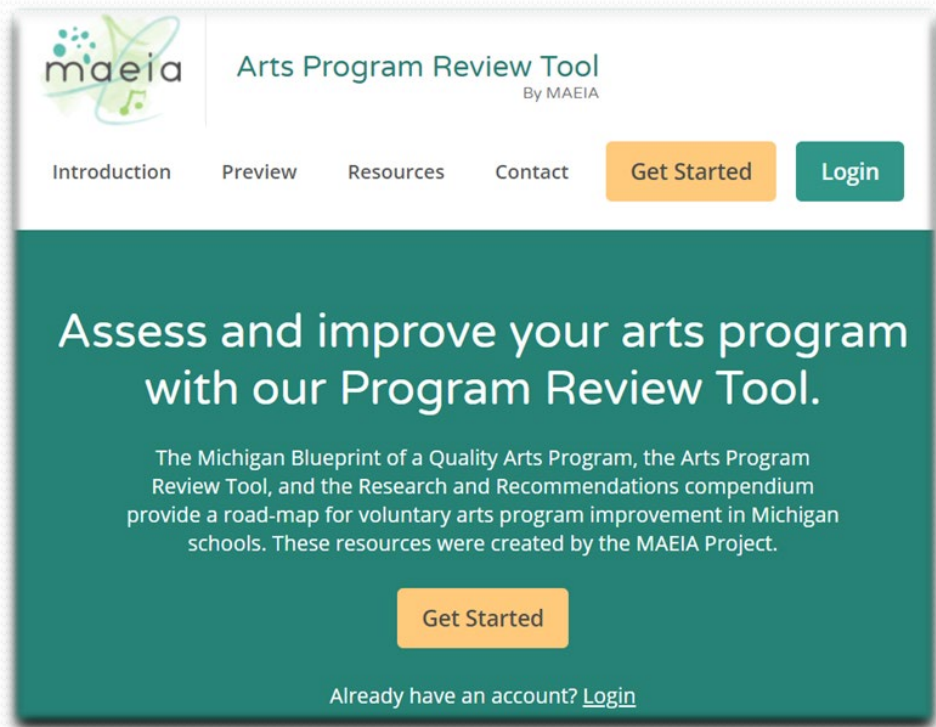 maeia
Arts Program Review Tool
By MAEIA
Introduction
Preview
Resources
Contact
Get Started
Login
Assess and improve your arts program
with our Program Review Tool.
The Michigan Blueprint of a Quality Arts Program, the Arts Program
Review Tool, and the Research and Recommendations compendium
provide a road-map for voluntary arts program improvement in Michigan
schools. These resources were created by the MAEIA Project.
Get Started
Already have an account? Login